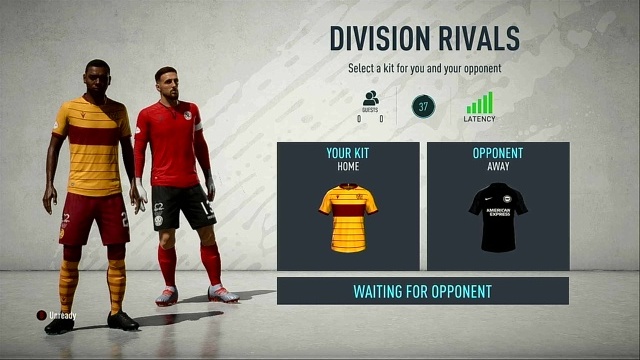 DIVISION RIVALS
Select a kit for you and your opponent
GUESTS
0 0
37
LATENCY
YOUR KIT
HOME
OPPONENT
AWAY
AMERICAN
EXPRESS
WAITING FOR OPPONENT
Unready